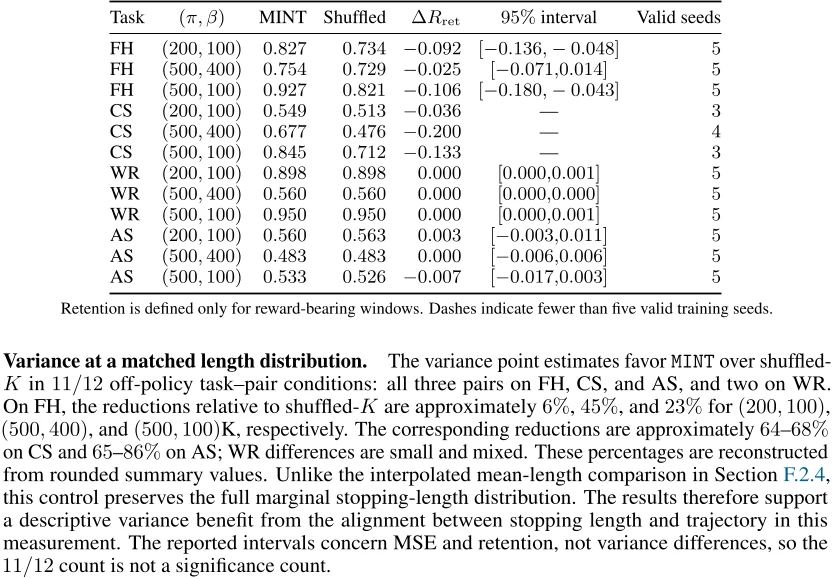 Task (π, β) MINT Shuffled ΔR_ret 95% interval Valid seeds
FH (200, 100) 0.827 0.734 −0.092 [−0.136, − 0.048] 5
FH (500, 400) 0.754 0.729 −0.025 [−0.071,0.014] 5
FH (500, 100) 0.927 0.821 −0.106 [−0.180, − 0.043] 5
CS (200, 100) 0.549 0.513 −0.036 — 3
CS (500, 400) 0.677 0.476 −0.200 — 4
CS (500, 100) 0.845 0.712 −0.133 — 3
WR (200, 100) 0.898 0.898 0.000 [0.000,0.001] 5
WR (500, 400) 0.560 0.560 0.000 [0.000,0.000] 5
WR (500, 100) 0.950 0.950 0.000 [0.000,0.001] 5
AS (200, 100) 0.560 0.563 0.003 [−0.003,0.011] 5
AS (500, 400) 0.483 0.483 0.000 [−0.006,0.006] 5
AS (500, 100) 0.533 0.526 −0.007 [−0.017,0.003] 5
Retention is defined only for reward-bearing windows. Dashes indicate fewer than five valid training seeds.
Variance at a matched length distribution. The variance point estimates favor MINT over shuffled-
K in 11/12 off-policy task–pair conditions: all three pairs on FH, CS, and AS, and two on WR.
On FH, the reductions relative to shuffled-K are approximately 6%, 45%, and 23% for (200, 100),
(500, 400), and (500, 100)K, respectively. The corresponding reductions are approximately 64–68%
on CS and 65–86% on AS; WR differences are small and mixed. These percentages are reconstructed
from rounded summary values. Unlike the interpolated mean-length comparison in Section F.2.4,
this control preserves the full marginal stopping-length distribution. The results therefore support
a descriptive variance benefit from the alignment between stopping length and trajectory in this
measurement. The reported intervals concern MSE and retention, not variance differences, so the
11/12 count is not a significance count.